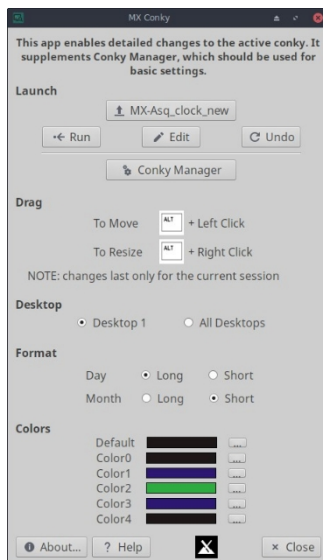 MX Conky
This app enables detailed changes to the active conky. It
supplements Conky Manager, which should be used for
basic settings.
Launch
MX-Asq_clock_new
Run Edit Undo
Conky Manager
Drag
To Move ALT + Left Click
To Resize ALT + Right Click
NOTE: changes last only for the current session
Desktop
Desktop 1 All Desktops
Format
Day Long Short
Month Long Short
Colors
Default ...
Color0 ...
Color1 ...
Color2 ...
Color3 ...
Color4 ...
About... ? Help × Close